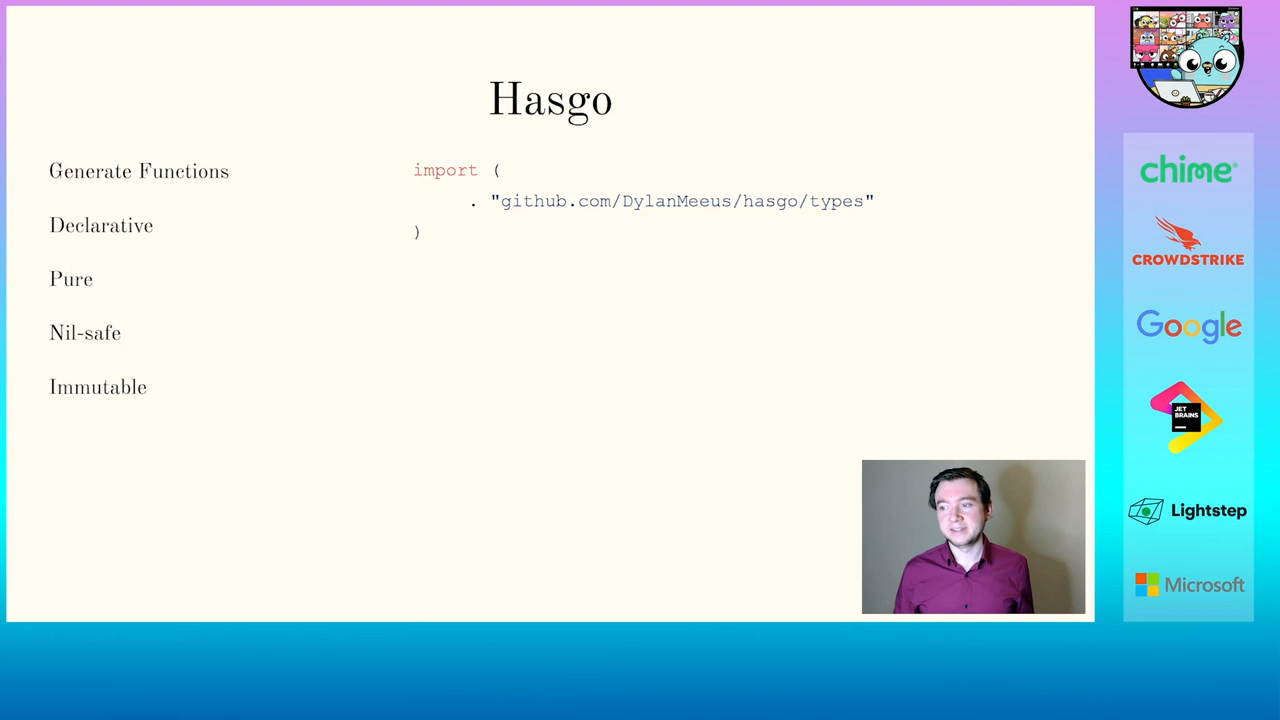 Hasgo
Generate Functions
Declarative
Pure
Nil-safe
Immutable
import (
. "github.com/DylanMeeus/hasgo/types"
)
chime
CROWDSTRIKE
Google
JET
BRAINS
Lightstep
Microsoft